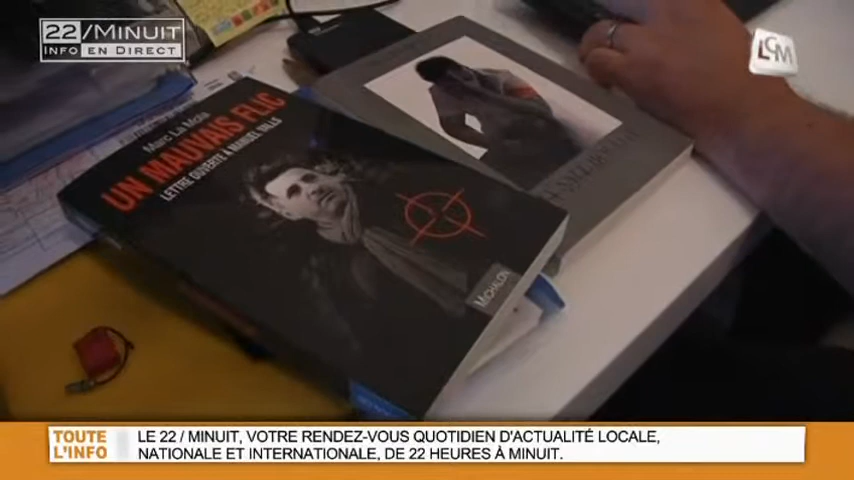 22/MINUIT
INFO EN DIRECT
LCM
Marc La Mola
UN MAUVAIS FLIC
LETTRE OUVERTE À MANUEL VALLS
MICHALON
TOUTE
L'INFO
LE 22 / MINUIT, VOTRE RENDEZ-VOUS QUOTIDIEN D'ACTUALITÉ LOCALE,
NATIONALE ET INTERNATIONALE, DE 22 HEURES À MINUIT.